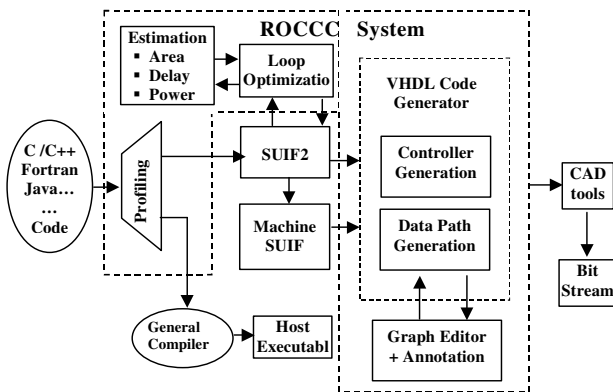 ROCCC System
Estimation
▪ Area
▪ Delay
▪ Power
Loop
Optimizatio
VHDL Code
Generator
C /C++
Fortran
Java…
…
Code
Profiling
SUIF2
Controller
Generation
CAD
tools
Machine
SUIF
Data Path
Generation
Bit
Stream
General
Compiler
Host
Executabl
Graph Editor
+ Annotation